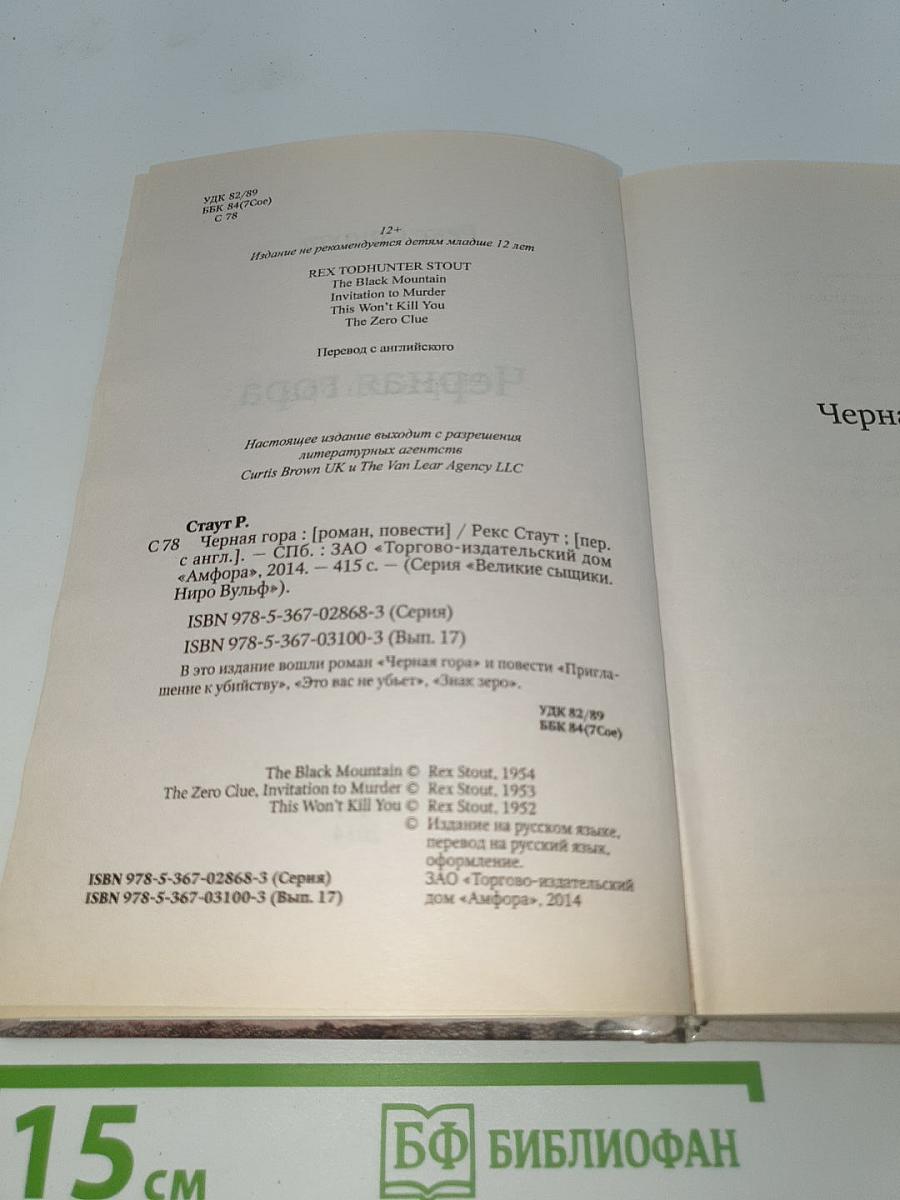 УДК 82/89
ББК 84(7Сое)
С 78
12+
Издание не рекомендуется детям младше 12 лет
REX TODHUNTER STOUT
The Black Mountain
Invitation to Murder
This Won't Kill You
The Zero Clue
Перевод с английского
Настоящее издание выходит с разрешения
литературных агентств
Curtis Brown UK и The Van Lear Agency LLC
Стаут Р.
С 78 Черная гора : [роман, повести] / Рекс Стаут ; [пер.
с англ.]. — СПб. : ЗАО «Торгово-издательский дом
«Амфора», 2014. — 415 с. — (Серия «Великие сыщики.
Ниро Вульф»).
ISBN 978-5-367-02868-3 (Серия)
ISBN 978-5-367-03100-3 (Вып. 17)
В это издание вошли роман «Черная гора» и повести «Пригла-
шение к убийству», «Это вас не убьет», «Знак зеро».
УДК 82/89
ББК 84(7Сое)
The Black Mountain © Rex Stout, 1954
The Zero Clue, Invitation to Murder © Rex Stout, 1953
This Won't Kill You © Rex Stout, 1952
© Издание на русском языке,
перевод на русский язык,
оформление.
ЗАО «Торгово-издательский
дом «Амфора», 2014
ISBN 978-5-367-02868-3 (Серия)
ISBN 978-5-367-03100-3 (Вып. 17)
Черна
15 см
БФ БИБЛИОФАН